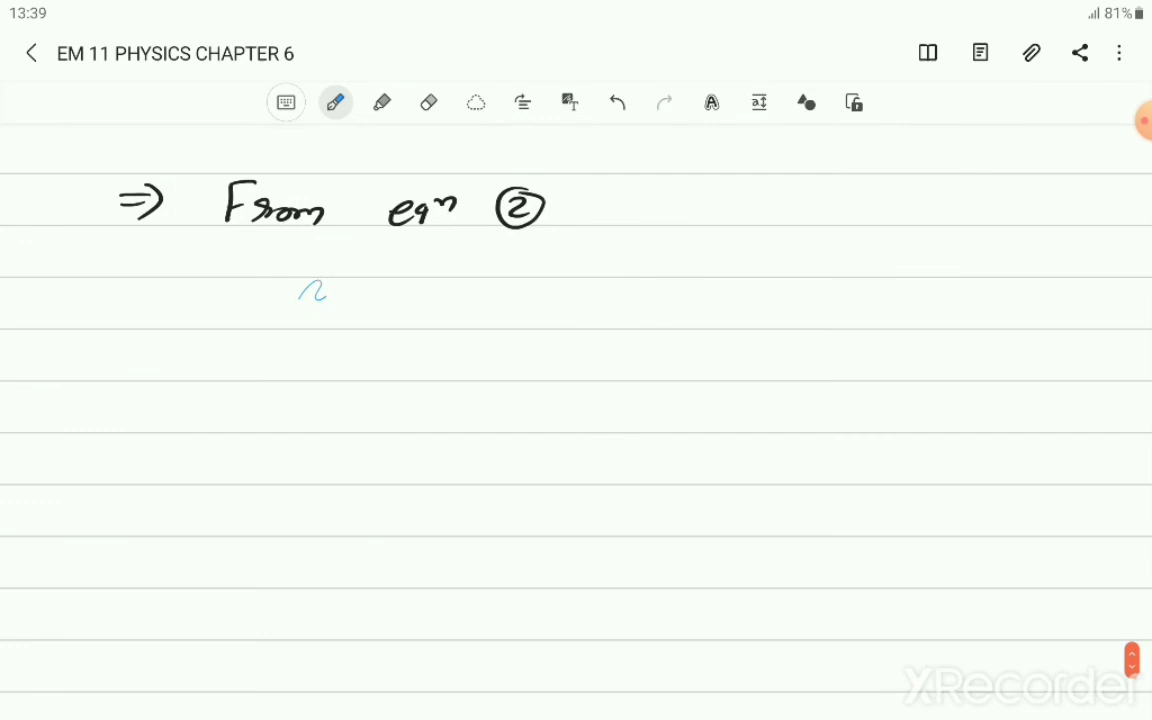 13:39 81%
EM 11 PHYSICS CHAPTER 6
⇒ From eqⁿ ②
XRecorder